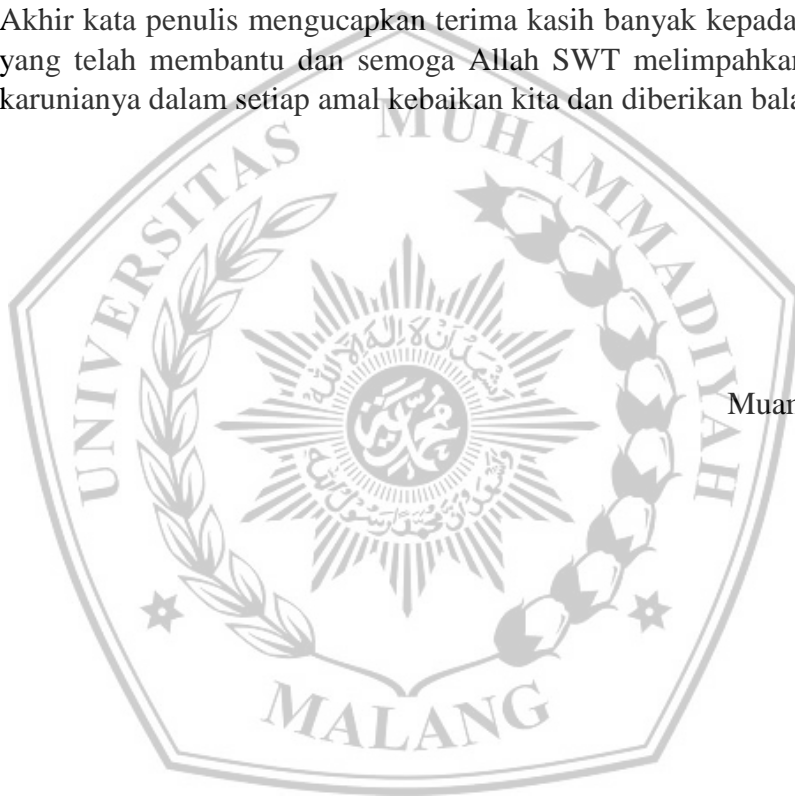 Akhir kata penulis mengucapkan terima kasih banyak kepada
yang telah membantu dan semoga Allah SWT melimpahkan
karunianya dalam setiap amal kebaikan kita dan diberikan bala
UNIVERSITAS MUHAMMADIYAH
Muan
MALANG